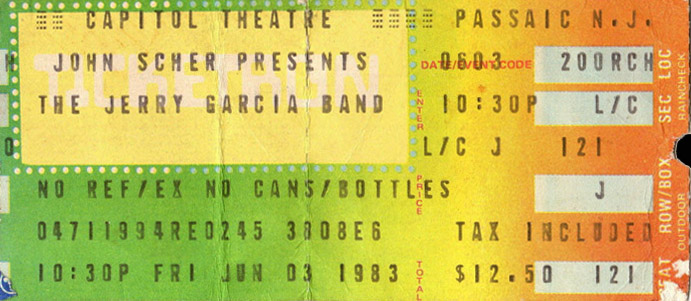 CAPITOL THEATRE PASSAIC N.J.
JOHN SCHER PRESENTS DATE/EVENT CODE 0603 200RCH
TICKETRON
THE JERRY GARCIA BAND ENTER 10:30P L/C
L/C J 121
NO REF/EX NO CANS/BOTTLES PRICE J
04711994RE0245 3808E6 TAX INCLUDED
10:30P FRI JUN 03 1983 TOTAL $12.50 121
SEC LOC
ROW/BOX
RAINCHECK
OUTDOOR